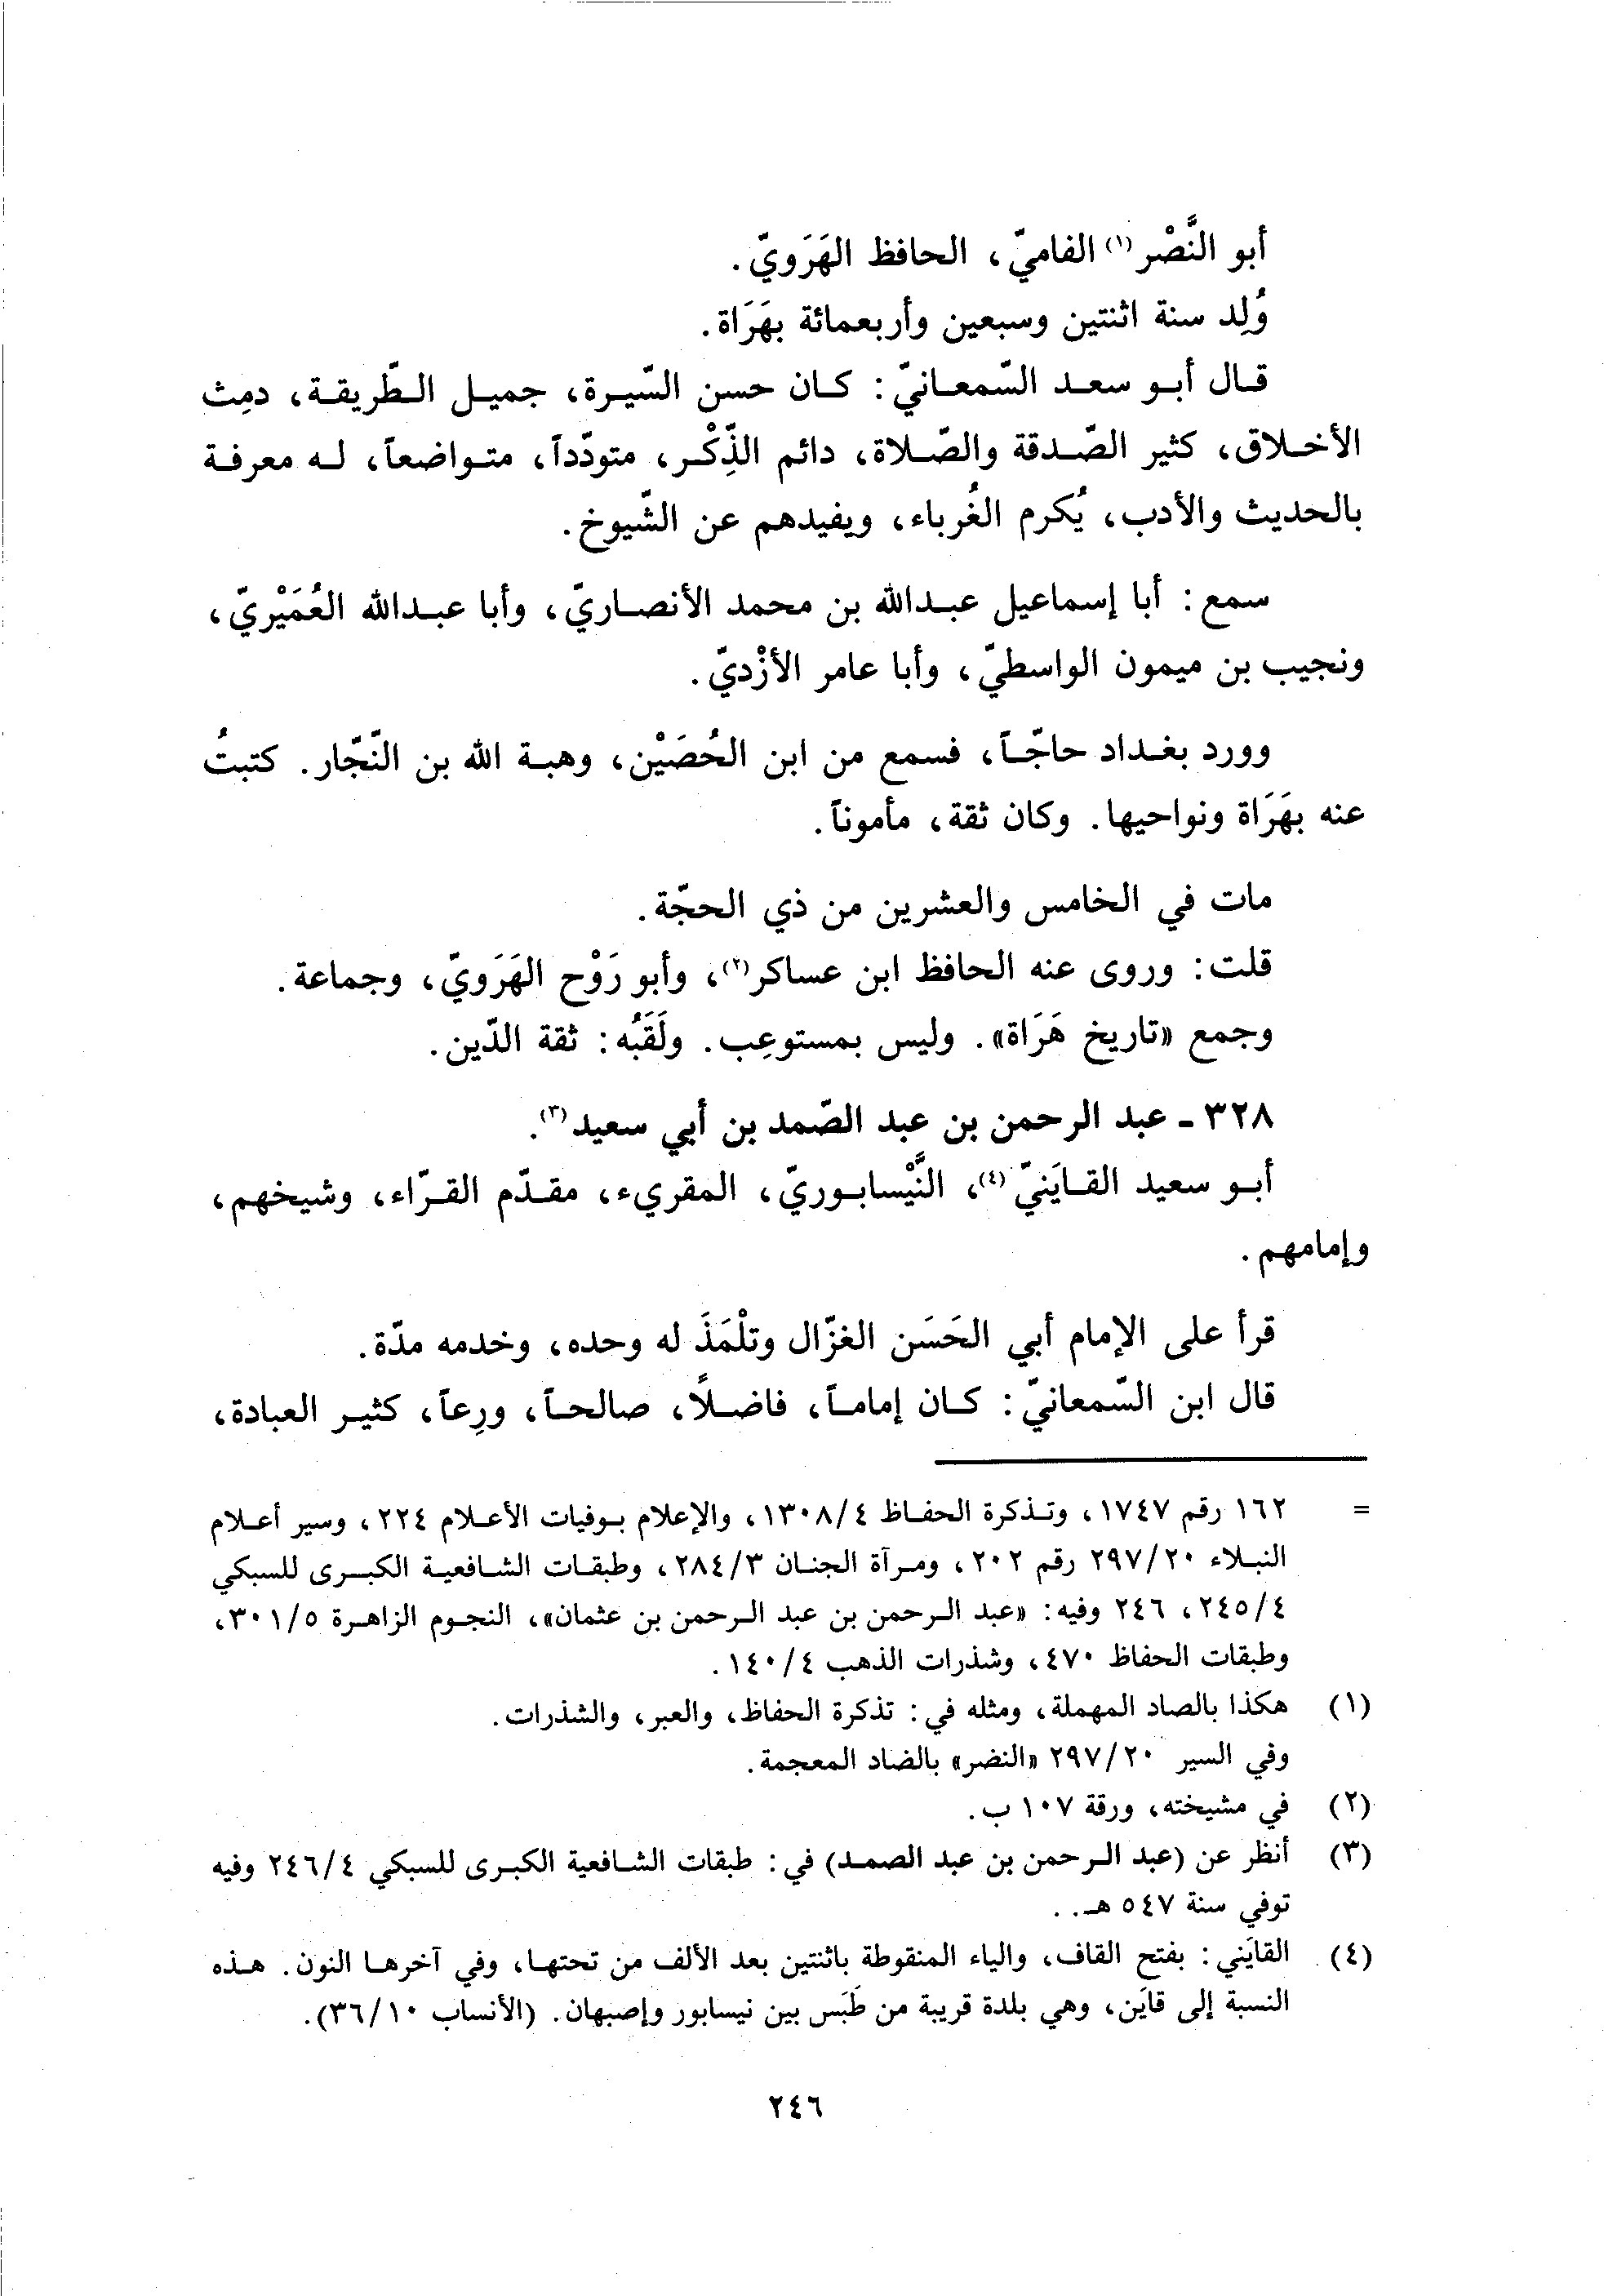 أبو النَّصْر(١) الفاميّ، الحافظ الهَرَويّ.
وُلِد سنة اثنتين وسبعين وأربعمائة بهَرَاة.
قال أبو سعد السّمعانيّ: كان حسن السّيرة، جميل الطّريقة، دمِث
الأخلاق، كثير الصّدقة والصّلاة، دائم الذِّكْر، متودّداً، متواضعاً، له معرفة
بالحديث والأدب، يُكرم الغُرباء، ويفيدهم عن الشّيوخ.
سمع: أبا إسماعيل عبدالله بن محمد الأنصاريّ، وأبا عبدالله العُمَيْريّ،
ونجيب بن ميمون الواسطيّ، وأبا عامر الأزْديّ.
وورد بغداد حاجّاً، فسمع من ابن الحُصَيْن، وهبة الله بن النّجّار. كتبتُ
عنه بهَرَاة ونواحيها. وكان ثقة، مأموناً.
مات في الخامس والعشرين من ذي الحجّة.
قلت: وروى عنه الحافظ ابن عساكر(٢)، وأبو رَوْح الهَرَويّ، وجماعة.
وجمع «تاريخ هَرَاة». وليس بمستوعِب. ولَقَبُه: ثقة الدّين.
٣٢٨ ـ عبد الرحمن بن عبد الصّمد بن أبي سعيد(٣).
أبو سعيد القايَنيّ(٤)، النَّيْسابوريّ، المقريء، مقدّم القرّاء، وشيخهم،
وإمامهم.
قرأ على الإمام أبي الحَسَن الغزّال وتلْمَذَ له وحده، وخدمه مدّة.
قال ابن السّمعانيّ: كان إماماً، فاضلًا، صالحاً، ورِعاً، كثير العبادة،
= ١٦٢ رقم ١٧٤٧، وتذكرة الحفاظ ١٣٠٨/٤، والإعلام بوفيات الأعلام ٢٢٤، وسير أعلام
النبلاء ٢٩٧/٢٠ رقم ٢٠٢، ومرآة الجنان ٢٨٤/٣، وطبقات الشافعية الكبرى للسبكي
٢٤٥/٤، ٢٤٦ وفيه: «عبد الرحمن بن عبد الرحمن بن عثمان»، النجوم الزاهرة ٣٠١/٥،
وطبقات الحفاظ ٤٧٠، وشذرات الذهب ١٤٠/٤.
(١) هكذا بالصاد المهملة، ومثله في: تذكرة الحفاظ، والعبر، والشذرات.
وفي السير ٢٩٧/٢٠ «النضر» بالضاد المعجمة.
(٢) في مشيخته، ورقة ١٠٧ ب.
(٣) أنظر عن (عبد الرحمن بن عبد الصمد) في: طبقات الشافعية الكبرى للسبكي ٢٤٦/٤ وفيه
توفي سنة ٥٤٧ هـ..
(٤) القايَني: بفتح القاف، والياء المنقوطة باثنتين بعد الألف من تحتها، وفي آخرها النون. هذه
النسبة إلى قايَن، وهي بلدة قريبة من طَبَس بين نيسابور وإصبهان. (الأنساب ٣٦/١٠).
٢٤٦